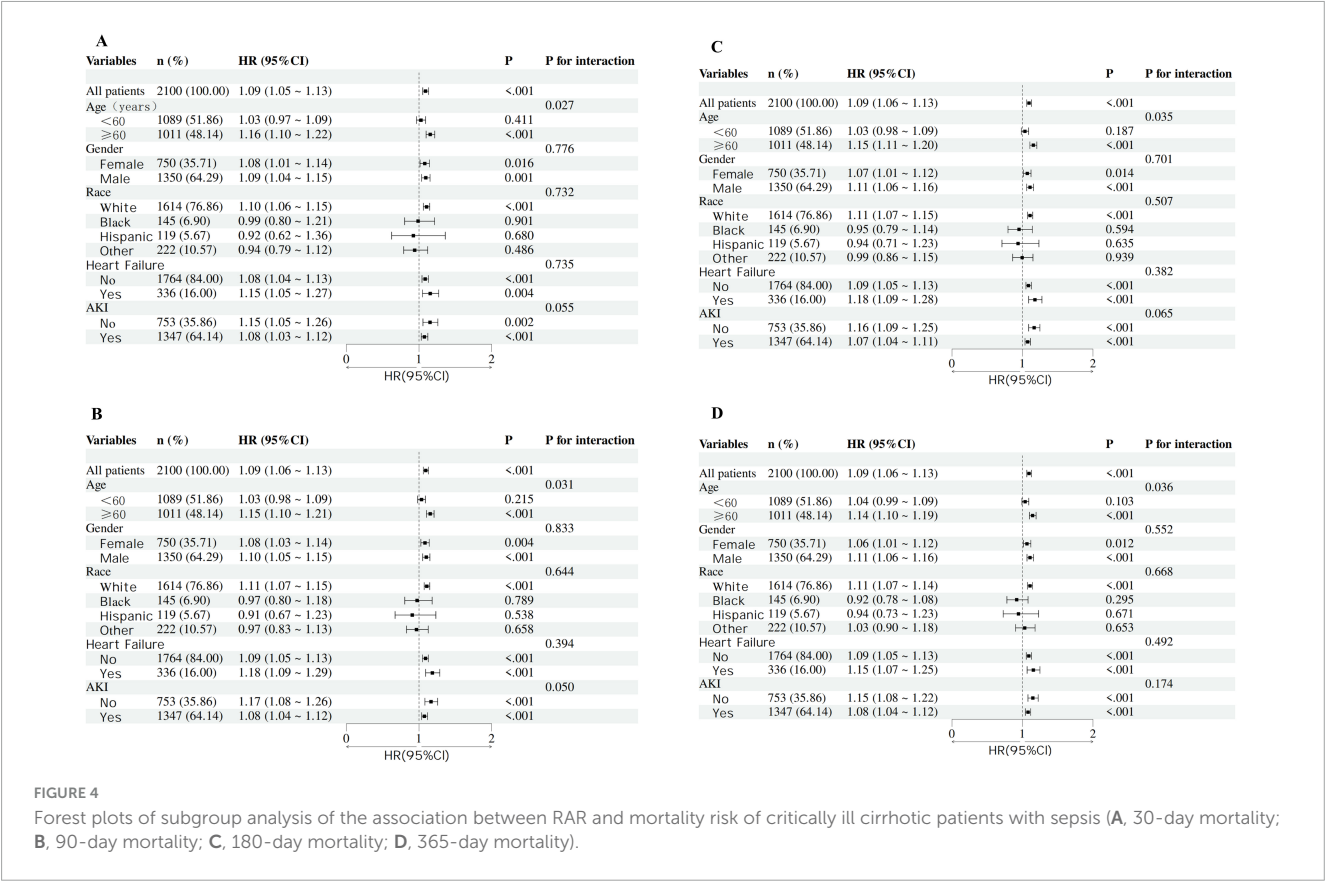 A
Variables n (%) HR (95%CI) P P for interaction
All patients 2100 (100.00) 1.09 (1.05 ~ 1.13) <.001
Age（years） 0.027
<60 1089 (51.86) 1.03 (0.97 ~ 1.09) 0.411
≥60 1011 (48.14) 1.16 (1.10 ~ 1.22) <.001
Gender 0.776
Female 750 (35.71) 1.08 (1.01 ~ 1.14) 0.016
Male 1350 (64.29) 1.09 (1.04 ~ 1.15) 0.001
Race 0.732
White 1614 (76.86) 1.10 (1.06 ~ 1.15) <.001
Black 145 (6.90) 0.99 (0.80 ~ 1.21) 0.901
Hispanic 119 (5.67) 0.92 (0.62 ~ 1.36) 0.680
Other 222 (10.57) 0.94 (0.79 ~ 1.12) 0.486
Heart Failure 0.735
No 1764 (84.00) 1.08 (1.04 ~ 1.13) <.001
Yes 336 (16.00) 1.15 (1.05 ~ 1.27) 0.004
AKI 0.055
No 753 (35.86) 1.15 (1.05 ~ 1.26) 0.002
Yes 1347 (64.14) 1.08 (1.03 ~ 1.12) <.001
0 1 2
HR(95%CI)
B
Variables n (%) HR (95%CI) P P for interaction
All patients 2100 (100.00) 1.09 (1.06 ~ 1.13) <.001
Age 0.031
<60 1089 (51.86) 1.03 (0.98 ~ 1.09) 0.215
≥60 1011 (48.14) 1.15 (1.10 ~ 1.21) <.001
Gender 0.833
Female 750 (35.71) 1.08 (1.03 ~ 1.14) 0.004
Male 1350 (64.29) 1.10 (1.05 ~ 1.15) <.001
Race 0.644
White 1614 (76.86) 1.11 (1.07 ~ 1.15) <.001
Black 145 (6.90) 0.97 (0.80 ~ 1.18) 0.789
Hispanic 119 (5.67) 0.91 (0.67 ~ 1.23) 0.538
Other 222 (10.57) 0.97 (0.83 ~ 1.13) 0.658
Heart Failure 0.394
No 1764 (84.00) 1.09 (1.05 ~ 1.13) <.001
Yes 336 (16.00) 1.18 (1.09 ~ 1.29) <.001
AKI 0.050
No 753 (35.86) 1.17 (1.08 ~ 1.26) <.001
Yes 1347 (64.14) 1.08 (1.04 ~ 1.12) <.001
0 1 2
HR(95%CI)
C
Variables n (%) HR (95%CI) P P for interaction
All patients 2100 (100.00) 1.09 (1.06 ~ 1.13) <.001
Age 0.035
<60 1089 (51.86) 1.03 (0.98 ~ 1.09) 0.187
≥60 1011 (48.14) 1.15 (1.11 ~ 1.20) <.001
Gender 0.701
Female 750 (35.71) 1.07 (1.01 ~ 1.12) 0.014
Male 1350 (64.29) 1.11 (1.06 ~ 1.16) <.001
Race 0.507
White 1614 (76.86) 1.11 (1.07 ~ 1.15) <.001
Black 145 (6.90) 0.95 (0.79 ~ 1.14) 0.594
Hispanic 119 (5.67) 0.94 (0.71 ~ 1.23) 0.635
Other 222 (10.57) 0.99 (0.86 ~ 1.15) 0.939
Heart Failure 0.382
No 1764 (84.00) 1.09 (1.05 ~ 1.13) <.001
Yes 336 (16.00) 1.18 (1.09 ~ 1.28) <.001
AKI 0.065
No 753 (35.86) 1.16 (1.09 ~ 1.25) <.001
Yes 1347 (64.14) 1.07 (1.04 ~ 1.11) <.001
0 1 2
HR(95%CI)
D
Variables n (%) HR (95%CI) P P for interaction
All patients 2100 (100.00) 1.09 (1.06 ~ 1.13) <.001
Age 0.036
<60 1089 (51.86) 1.04 (0.99 ~ 1.09) 0.103
≥60 1011 (48.14) 1.14 (1.10 ~ 1.19) <.001
Gender 0.552
Female 750 (35.71) 1.06 (1.01 ~ 1.12) 0.012
Male 1350 (64.29) 1.11 (1.06 ~ 1.16) <.001
Race 0.668
White 1614 (76.86) 1.11 (1.07 ~ 1.14) <.001
Black 145 (6.90) 0.92 (0.78 ~ 1.08) 0.295
Hispanic 119 (5.67) 0.94 (0.73 ~ 1.23) 0.671
Other 222 (10.57) 1.03 (0.90 ~ 1.18) 0.653
Heart Failure 0.492
No 1764 (84.00) 1.09 (1.05 ~ 1.13) <.001
Yes 336 (16.00) 1.15 (1.07 ~ 1.25) <.001
AKI 0.174
No 753 (35.86) 1.15 (1.08 ~ 1.22) <.001
Yes 1347 (64.14) 1.08 (1.04 ~ 1.12) <.001
0 1 2
HR(95%CI)
FIGURE 4
Forest plots of subgroup analysis of the association between RAR and mortality risk of critically ill cirrhotic patients with sepsis (A, 30-day mortality;
B, 90-day mortality; C, 180-day mortality; D, 365-day mortality).